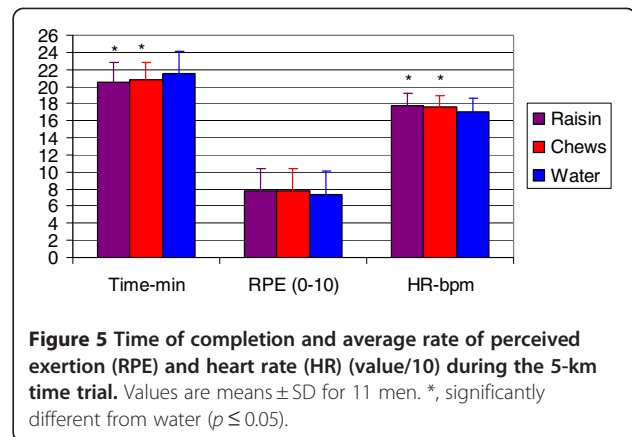 26
24
22
20
18
16
14
12
10
8
6
4
2
0
* *
* *
Time-min RPE (0-10) HR-bpm
Raisin
Chews
Water
Figure 5 Time of completion and average rate of perceived
exertion (RPE) and heart rate (HR) (value/10) during the 5-km
time trial. Values are means ± SD for 11 men. *, significantly
different from water (p ≤ 0.05).